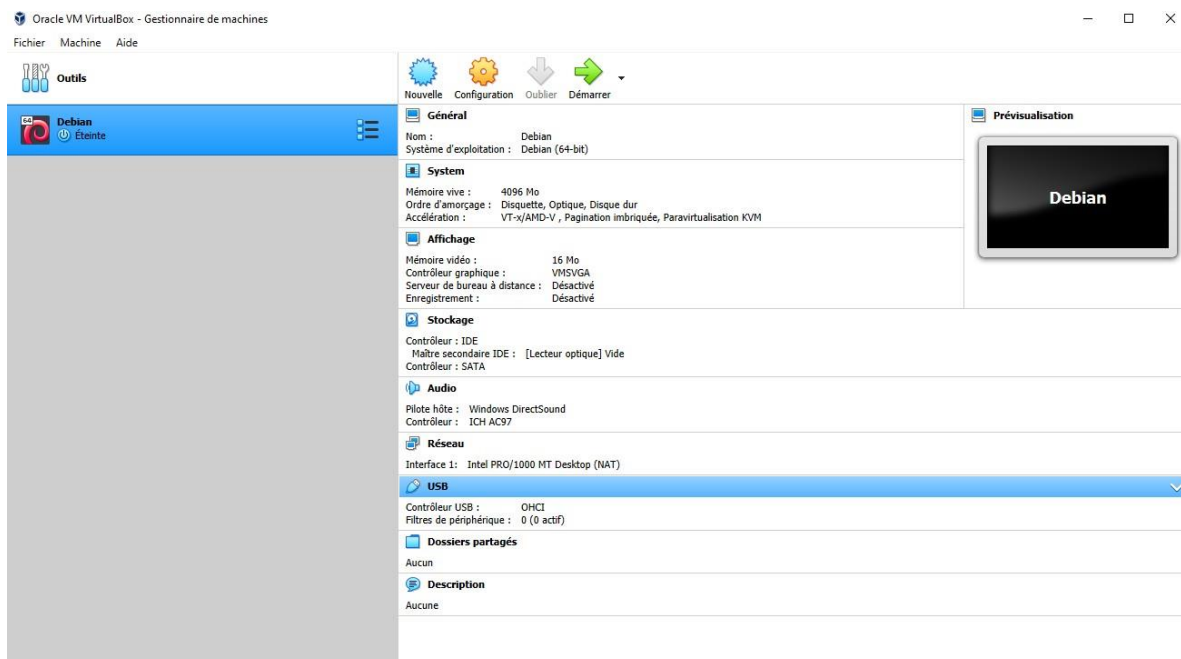 Oracle VM VirtualBox - Gestionnaire de machines
Fichier Machine Aide
Outils
Nouvelle Configuration Oublier Démarrer
64
Debian
Éteinte
Général
Nom : Debian
Système d'exploitation : Debian (64-bit)
System
Mémoire vive : 4096 Mo
Ordre d'amorçage : Disquette, Optique, Disque dur
Accélération : VT-x/AMD-V , Pagination imbriquée, Paravirtualisation KVM
Affichage
Mémoire vidéo : 16 Mo
Contrôleur graphique : VMSVGA
Serveur de bureau à distance : Désactivé
Enregistrement : Désactivé
Prévisualisation
Debian
Stockage
Contrôleur : IDE
Maître secondaire IDE : [Lecteur optique] Vide
Contrôleur : SATA
Audio
Pilote hôte : Windows DirectSound
Contrôleur : ICH AC97
Réseau
Interface 1: Intel PRO/1000 MT Desktop (NAT)
USB
Contrôleur USB : OHCI
Filtres de périphérique : 0 (0 actif)
Dossiers partagés
Aucun
Description
Aucune